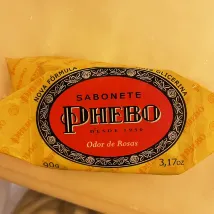 NOVA FÓRMULA
GLICERINA
SABONETE
PHEBO
DESDE 1930
Odor de Rosas
90g
3,17oz